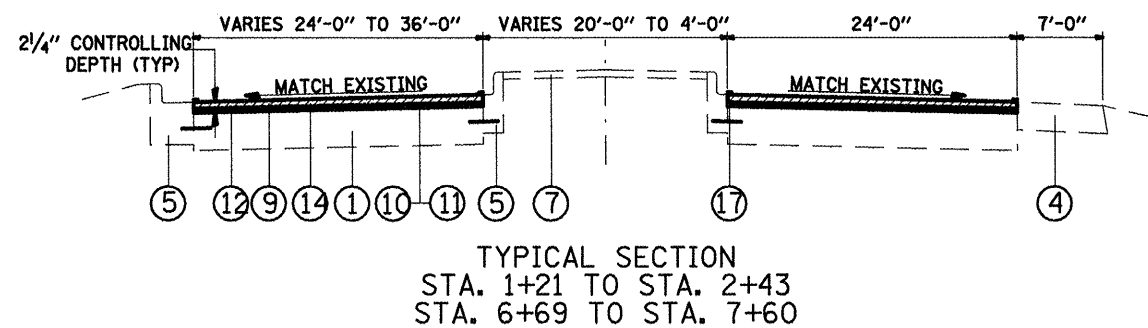 VARIES 24'-0" TO 36'-0" VARIES 20'-0" TO 4'-0" 24'-0" 7'-0"
2¼" CONTROLLING
DEPTH (TYP)
MATCH EXISTING MATCH EXISTING
5 12 9 14 1 10 11 5 7 17 4
TYPICAL SECTION
STA. 1+21 TO STA. 2+43
STA. 6+69 TO STA. 7+60